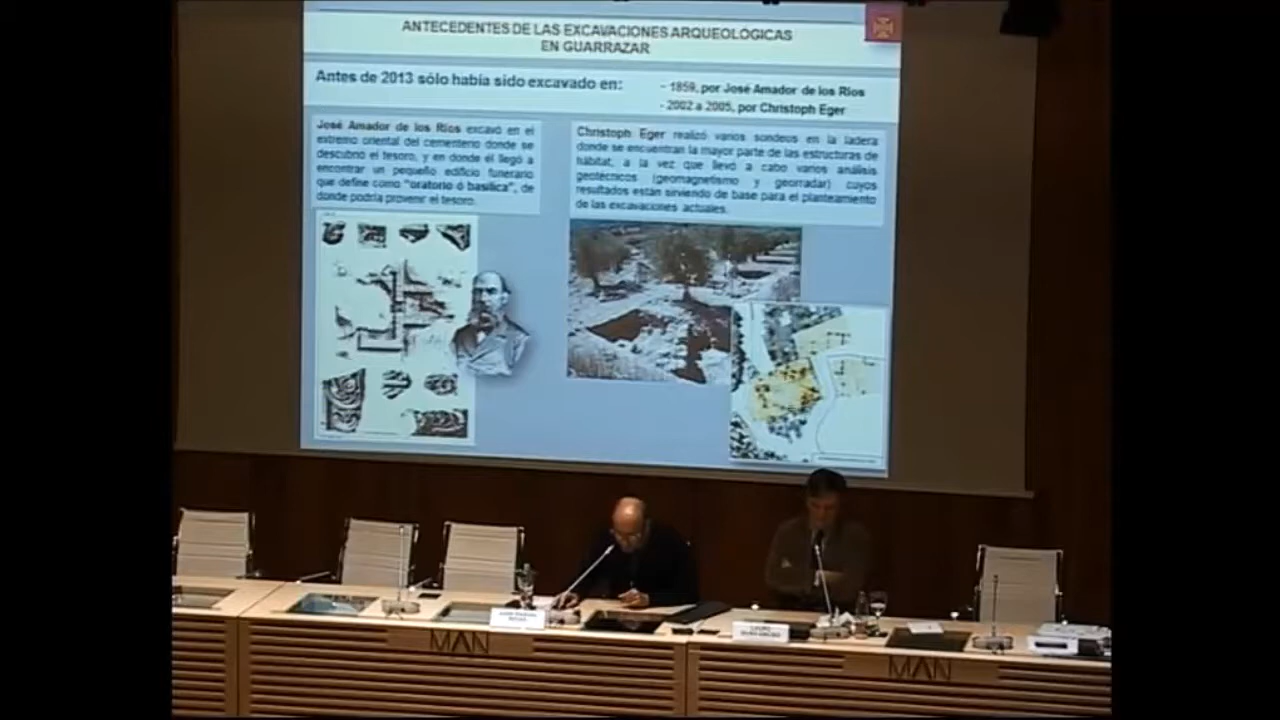 ANTECEDENTES DE LAS EXCAVACIONES ARQUEOLÓGICAS
EN GUARRAZAR
Antes de 2013 sólo había sido excavado en:
- 1859, por José Amador de los Ríos
- 2002 a 2005, por Christoph Eger
José Amador de los Ríos excavó en el
extremo oriental del cementerio donde se
descubrió el tesoro, y en donde él llegó a
encontrar un pequeño edificio funerario
que define como "oratorio ó basílica", de
donde podría provenir el tesoro.
Christoph Eger realizó varios sondeos en la ladera
donde se encuentran la mayor parte de las estructuras de
hábitat, a la vez que llevó a cabo varios análisis
geotécnicos (geomagnetismo y georradar) cuyos
resultados están sirviendo de base para el planteamiento
de las excavaciones actuales.
MAN
MAN